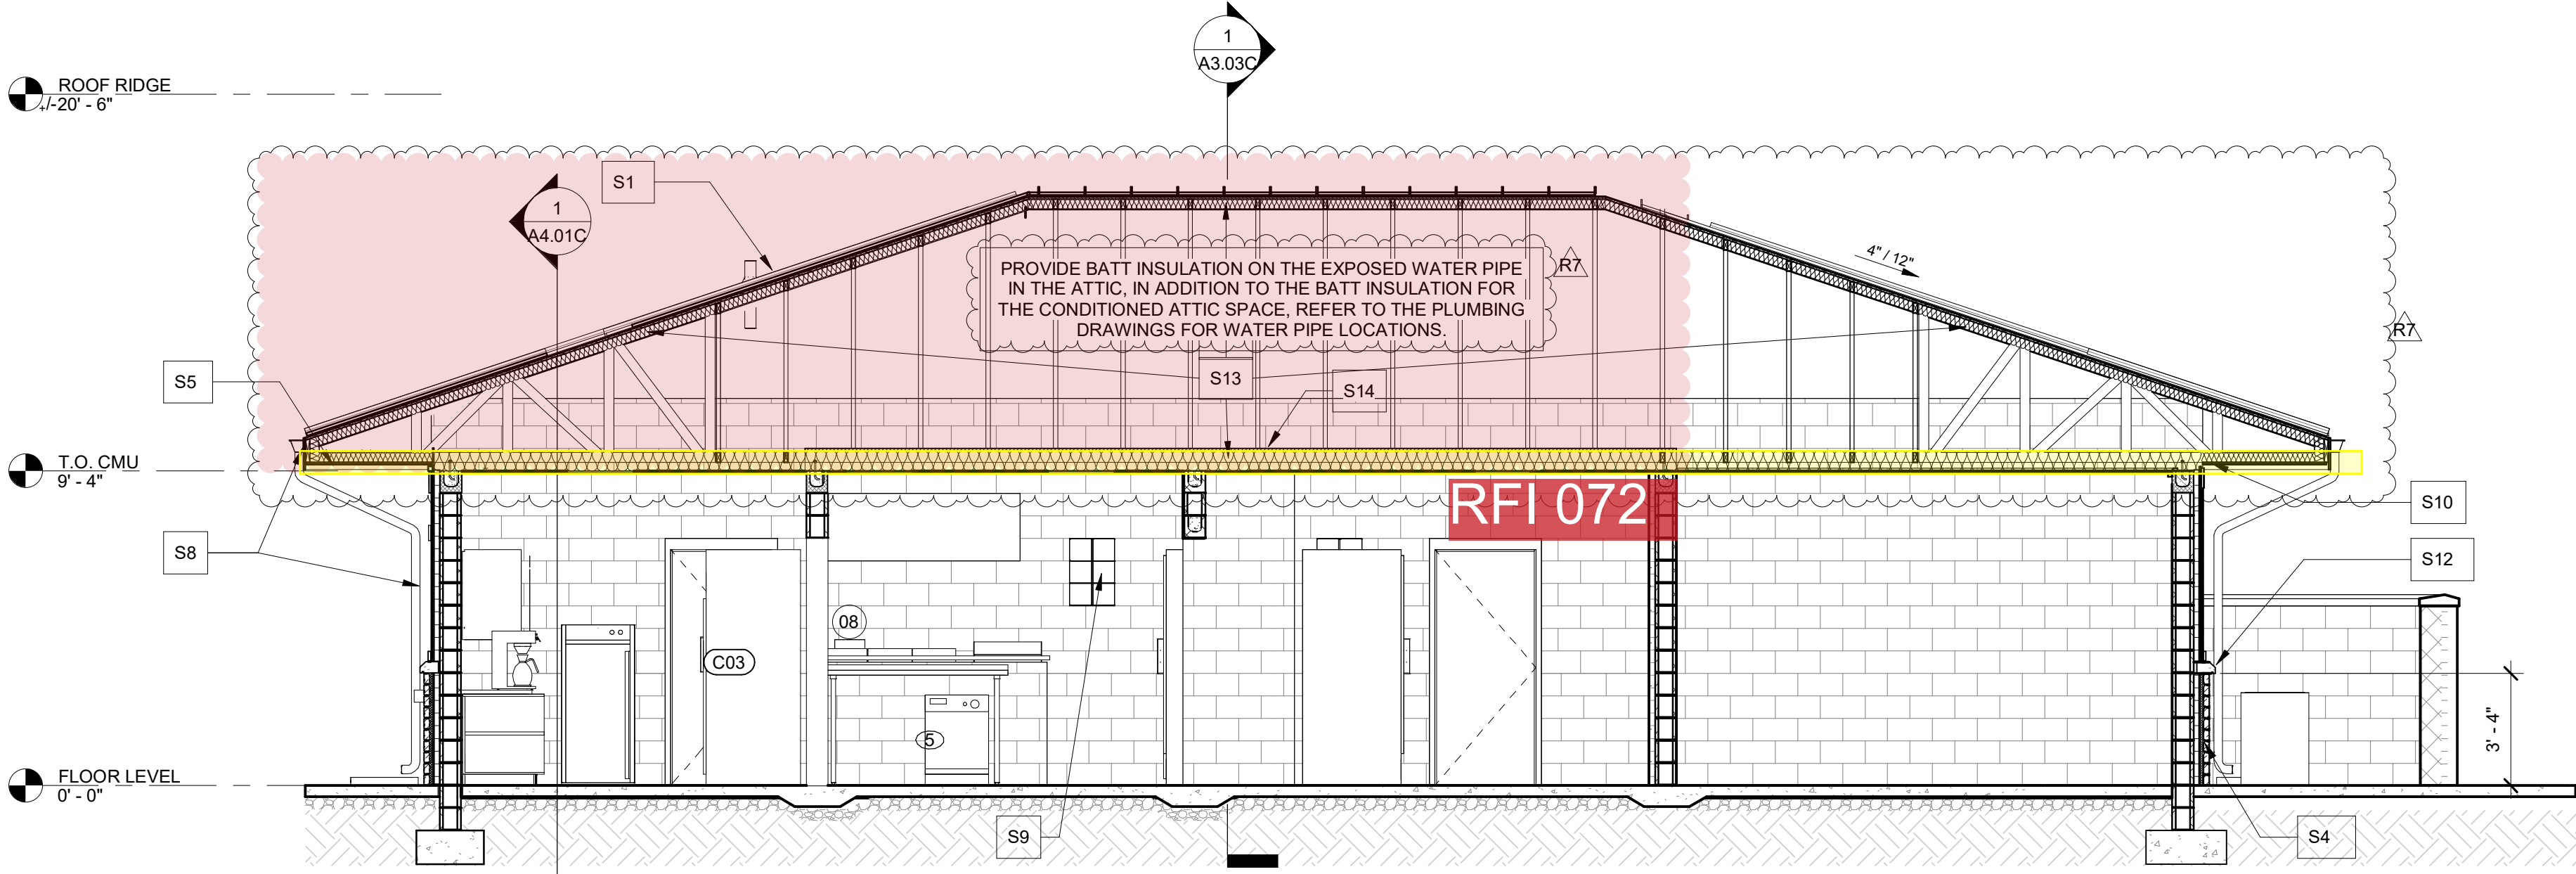 1
A3.03C
ROOF RIDGE
+/-20' - 6"
S1
1
A4.01C
R7
PROVIDE BATT INSULATION ON THE EXPOSED WATER PIPE
IN THE ATTIC, IN ADDITION TO THE BATT INSULATION FOR
THE CONDITIONED ATTIC SPACE, REFER TO THE PLUMBING
DRAWINGS FOR WATER PIPE LOCATIONS.
4" / 12"
R7
S5
S13
S14
T.O. CMU
9' - 4"
RFI 072
S10
S8
S12
08
C03
5
3' - 4"
FLOOR LEVEL
0' - 0"
S9
S4